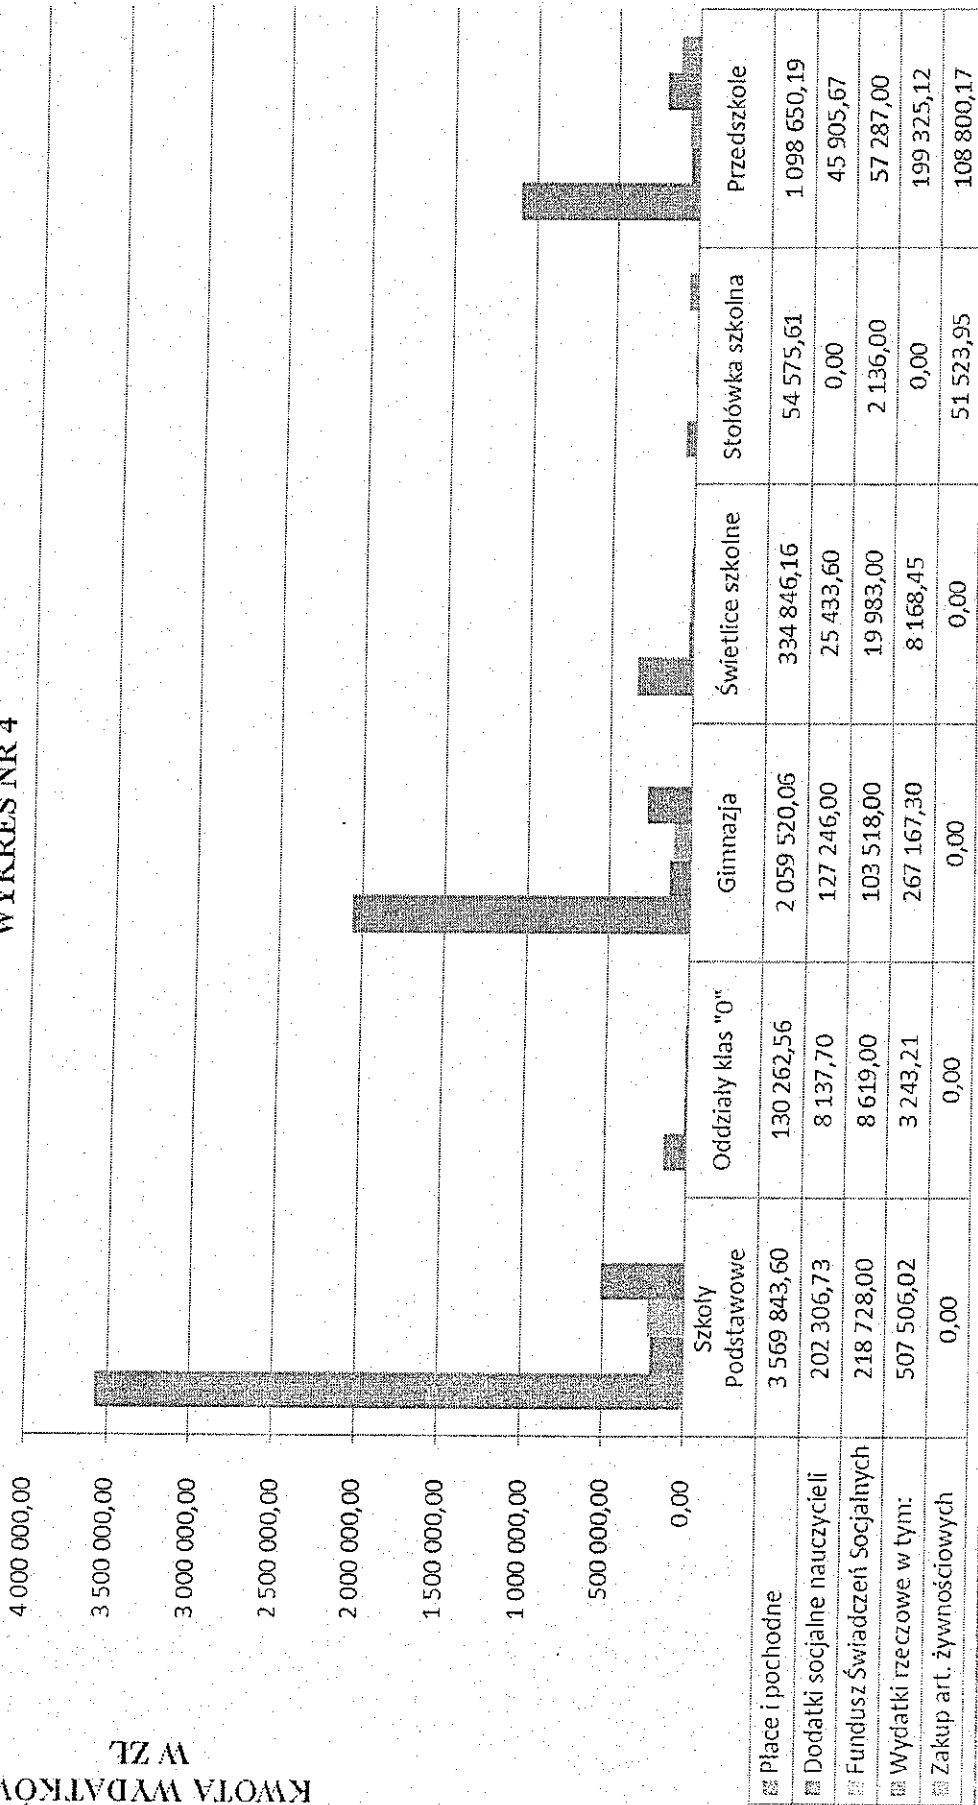 WYKRES NR 4
KWOTA WYDATKÓW
W ZŁ
4 000 000,00
3 500 000,00
3 000 000,00
2 500 000,00
2 000 000,00
1 500 000,00
1 000 000,00
500 000,00
0,00
Szkoły Podstawowe Oddziały klas "0" Gimnazja Świetlice szkolne Stołówka szkolna Przedszkole
Płace i pochodne 3 569 843,60 130 262,56 2 059 520,06 334 846,16 54 575,61 1 098 650,19
Dodatki socjalne nauczycieli 202 306,73 8 137,70 127 246,00 25 433,60 0,00 45 905,67
Fundusz Świadczeń Socjalnych 218 728,00 8 619,00 103 518,00 19 983,00 2 136,00 57 287,00
Wydatki rzeczowe w tym: 507 506,02 3 243,21 267 167,30 8 168,45 0,00 199 325,12
Zakup art. żywnościowych 0,00 0,00 0,00 0,00 51 523,95 108 800,17